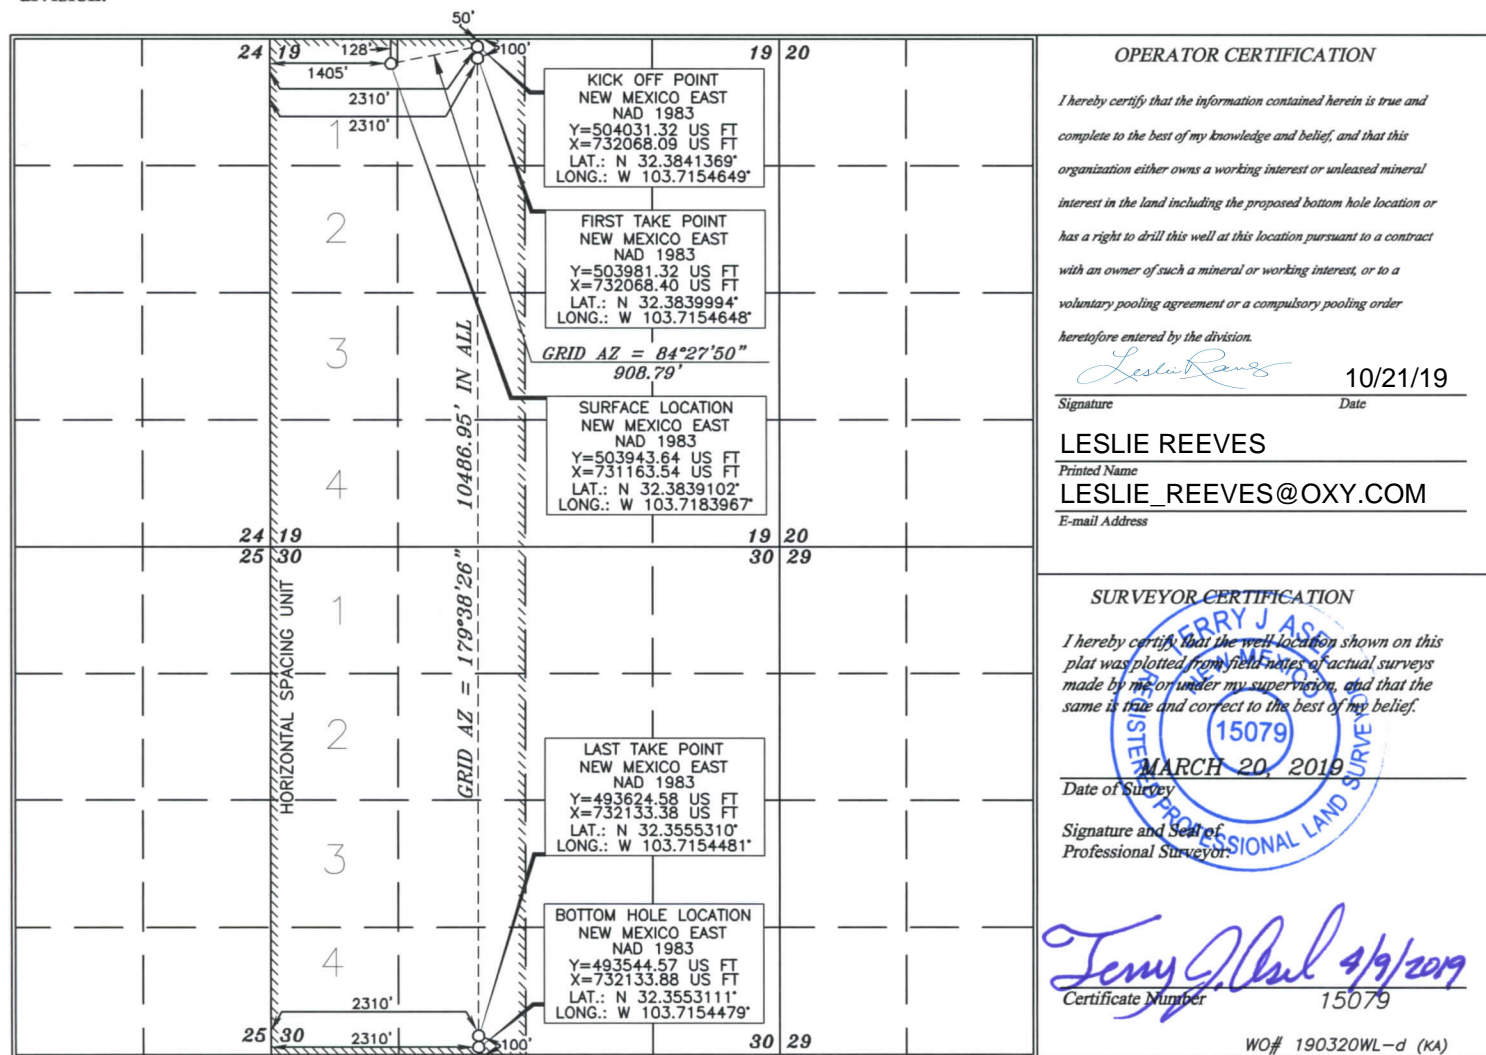 50'
24 19
128'
100'
19 20
1405'
2310'
2310'
1
2
3
4
KICK OFF POINT
NEW MEXICO EAST
NAD 1983
Y=504031.32 US FT
X=732068.09 US FT
LAT.: N 32.3841369°
LONG.: W 103.7154649°
FIRST TAKE POINT
NEW MEXICO EAST
NAD 1983
Y=503981.32 US FT
X=732068.40 US FT
LAT.: N 32.3839994°
LONG.: W 103.7154648°
GRID AZ = 84°27'50"
908.79'
SURFACE LOCATION
NEW MEXICO EAST
NAD 1983
Y=503943.64 US FT
X=731163.54 US FT
LAT.: N 32.3839102°
LONG.: W 103.7183967°
10486.95' IN ALL
GRID AZ = 179°38'26"
24 19
25 30
19 20
30 29
HORIZONTAL SPACING UNIT
1
2
3
4
LAST TAKE POINT
NEW MEXICO EAST
NAD 1983
Y=493624.58 US FT
X=732133.38 US FT
LAT.: N 32.3555310°
LONG.: W 103.7154481°
BOTTOM HOLE LOCATION
NEW MEXICO EAST
NAD 1983
Y=493544.57 US FT
X=732133.88 US FT
LAT.: N 32.3553111°
LONG.: W 103.7154479°
2310'
2310'
100'
25 30
30 29
OPERATOR CERTIFICATION
I hereby certify that the information contained herein is true and
complete to the best of my knowledge and belief, and that this
organization either owns a working interest or unleased mineral
interest in the land including the proposed bottom hole location or
has a right to drill this well at this location pursuant to a contract
with an owner of such a mineral or working interest, or to a
voluntary pooling agreement or a compulsory pooling order
heretofore entered by the division.
10/21/19
Signature Date
LESLIE REEVES
Printed Name
LESLIE_REEVES@OXY.COM
E-mail Address
SURVEYOR CERTIFICATION
I hereby certify that the well location shown on this
plat was plotted from field notes of actual surveys
made by me or under my supervision, and that the
same is true and correct to the best of my belief.
TERRY J ASEL
NEW MEXICO
15079
REGISTERED PROFESSIONAL LAND SURVEYOR
MARCH 20, 2019
Date of Survey
Signature and Seal of
Professional Surveyor:
Terry J. Asel 4/9/2019
Certificate Number 15079
WO# 190320WL-d (KA)